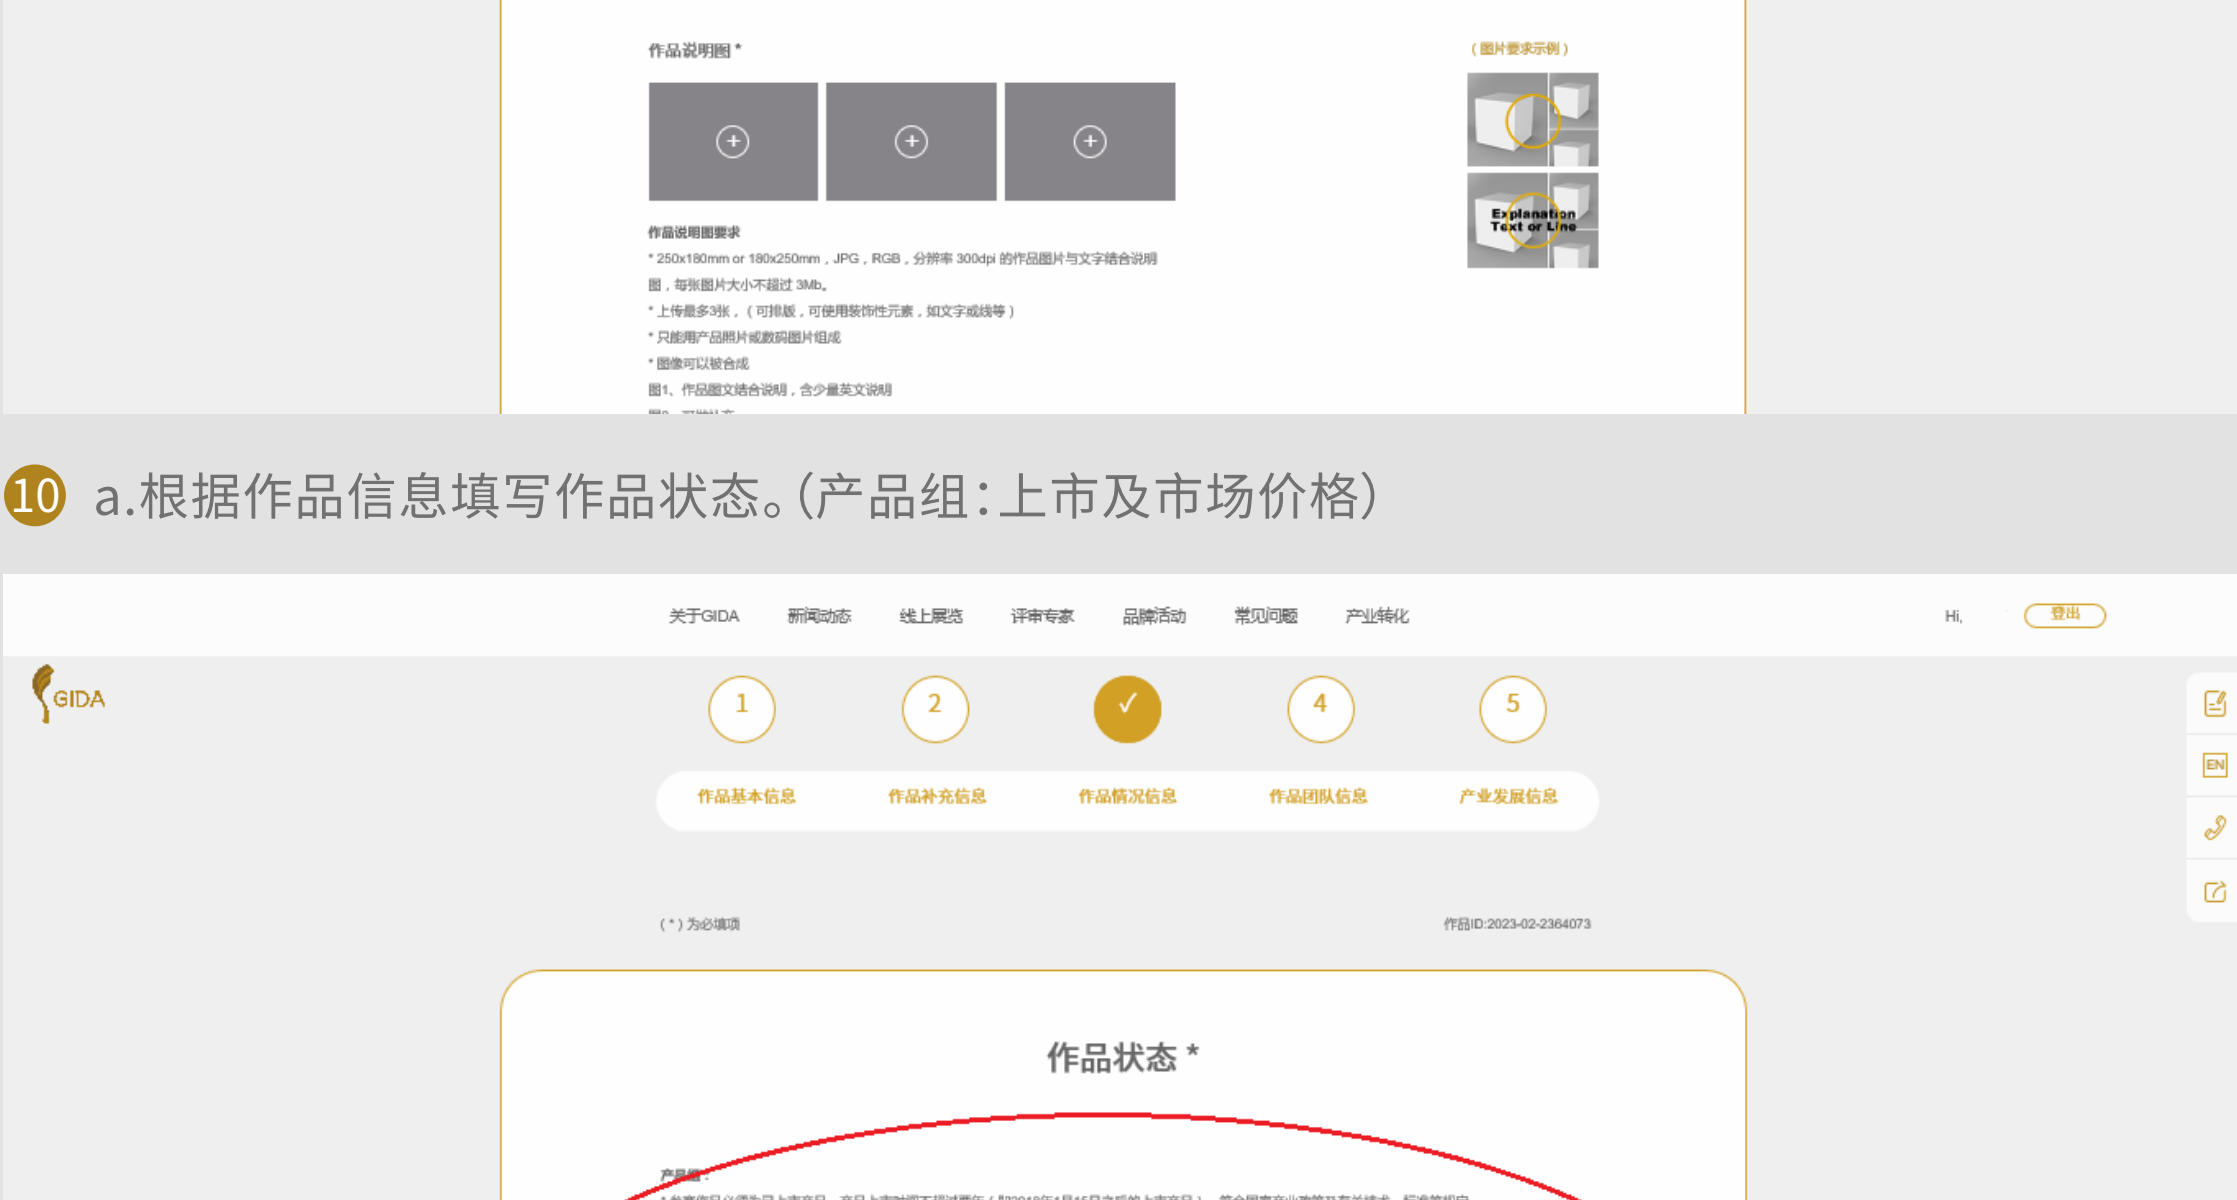 作品说明图 *
（图片要求示例）
Explanation
Text or Line
作品说明图要求
* 250x180mm or 180x250mm，JPG，RGB，分辨率 300dpi 的作品图片与文字结合说明
图，每张图片大小不超过 3Mb。
* 上传最多3张，（可排版，可使用装饰性元素，如文字或线等）
* 只能用产品照片或数码图片组成
* 图像可以被合成
图1、作品图文结合说明，含少量英文说明
10 a.根据作品信息填写作品状态。（产品组：上市及市场价格）
关于GIDA 新闻动态 线上展览 评审专家 品牌活动 常见问题 产业转化 Hi, 登出
GIDA
1 2 ✓ 4 5
作品基本信息 作品补充信息 作品情况信息 作品团队信息 产业发展信息
EN
（*）为必填项
作品ID:2023-02-2364073
作品状态 *
产品组：